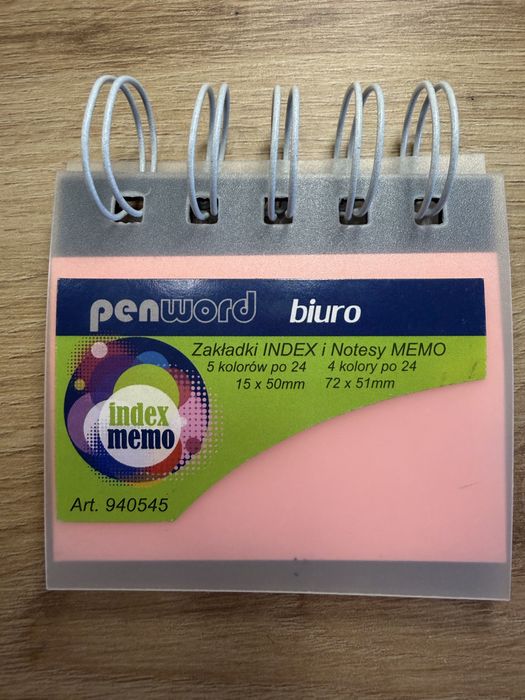 penword biuro
Zakładki INDEX i Notesy MEMO
5 kolorów po 24 4 kolory po 24
15 x 50mm 72 x 51mm
index
memo
Art. 940545